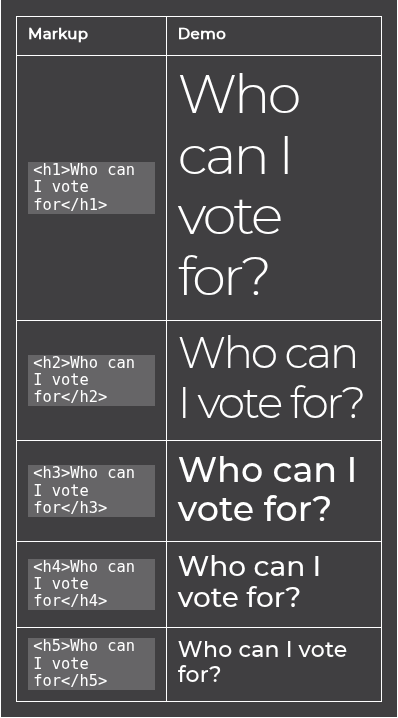 Markup
Demo
<h1>Who can
I vote
for</h1>
Who
can I
vote
for?
<h2>Who can
I vote
for</h2>
Who can
I vote for?
<h3>Who can
I vote
for</h3>
Who can I
vote for?
<h4>Who can
I vote
for</h4>
Who can I
vote for?
<h5>Who can
I vote
for</h5>
Who can I vote
for?